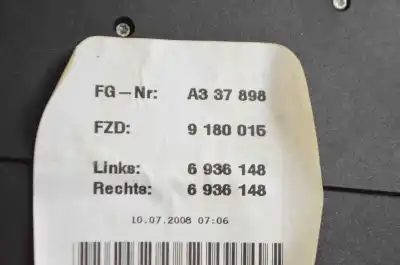 FG-Nr: A3 37 898
FZD: 9 180 015
Links: 6 936 148
Rechts: 6 936 148
10.07.2008 07:06